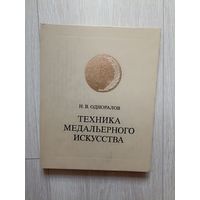 Н. В. ОДНОРАЛОВ
ТЕХНИКА
МЕДАЛЬЕРНОГО
ИСКУССТВА